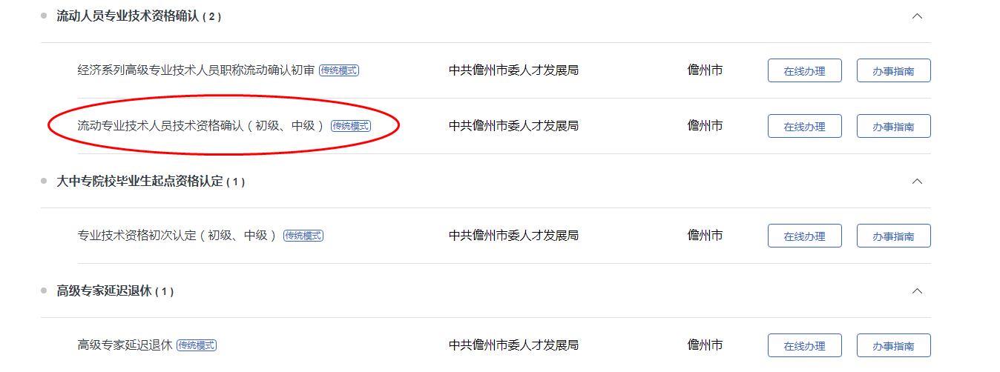 流动人员专业技术资格确认 ( 2 )
经济系列高级专业技术人员职称流动确认初审 传统模式 中共儋州市委人才发展局 儋州市 在线办理 办事指南
流动专业技术人员技术资格确认（初级、中级） 传统模式 中共儋州市委人才发展局 儋州市 在线办理 办事指南
大中专院校毕业生起点资格认定 ( 1 )
专业技术资格初次认定（初级、中级） 传统模式 中共儋州市委人才发展局 儋州市 在线办理 办事指南
高级专家延迟退休 ( 1 )
高级专家延迟退休 传统模式 中共儋州市委人才发展局 儋州市 在线办理 办事指南